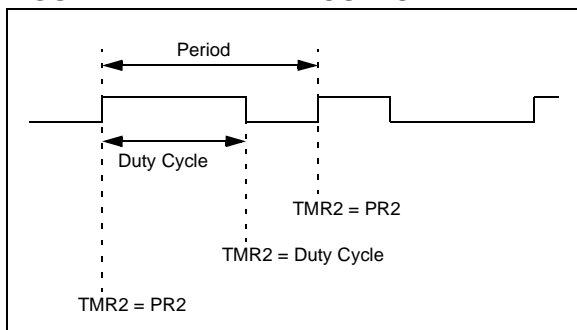 Period
Duty Cycle
TMR2 = PR2
TMR2 = Duty Cycle
TMR2 = PR2